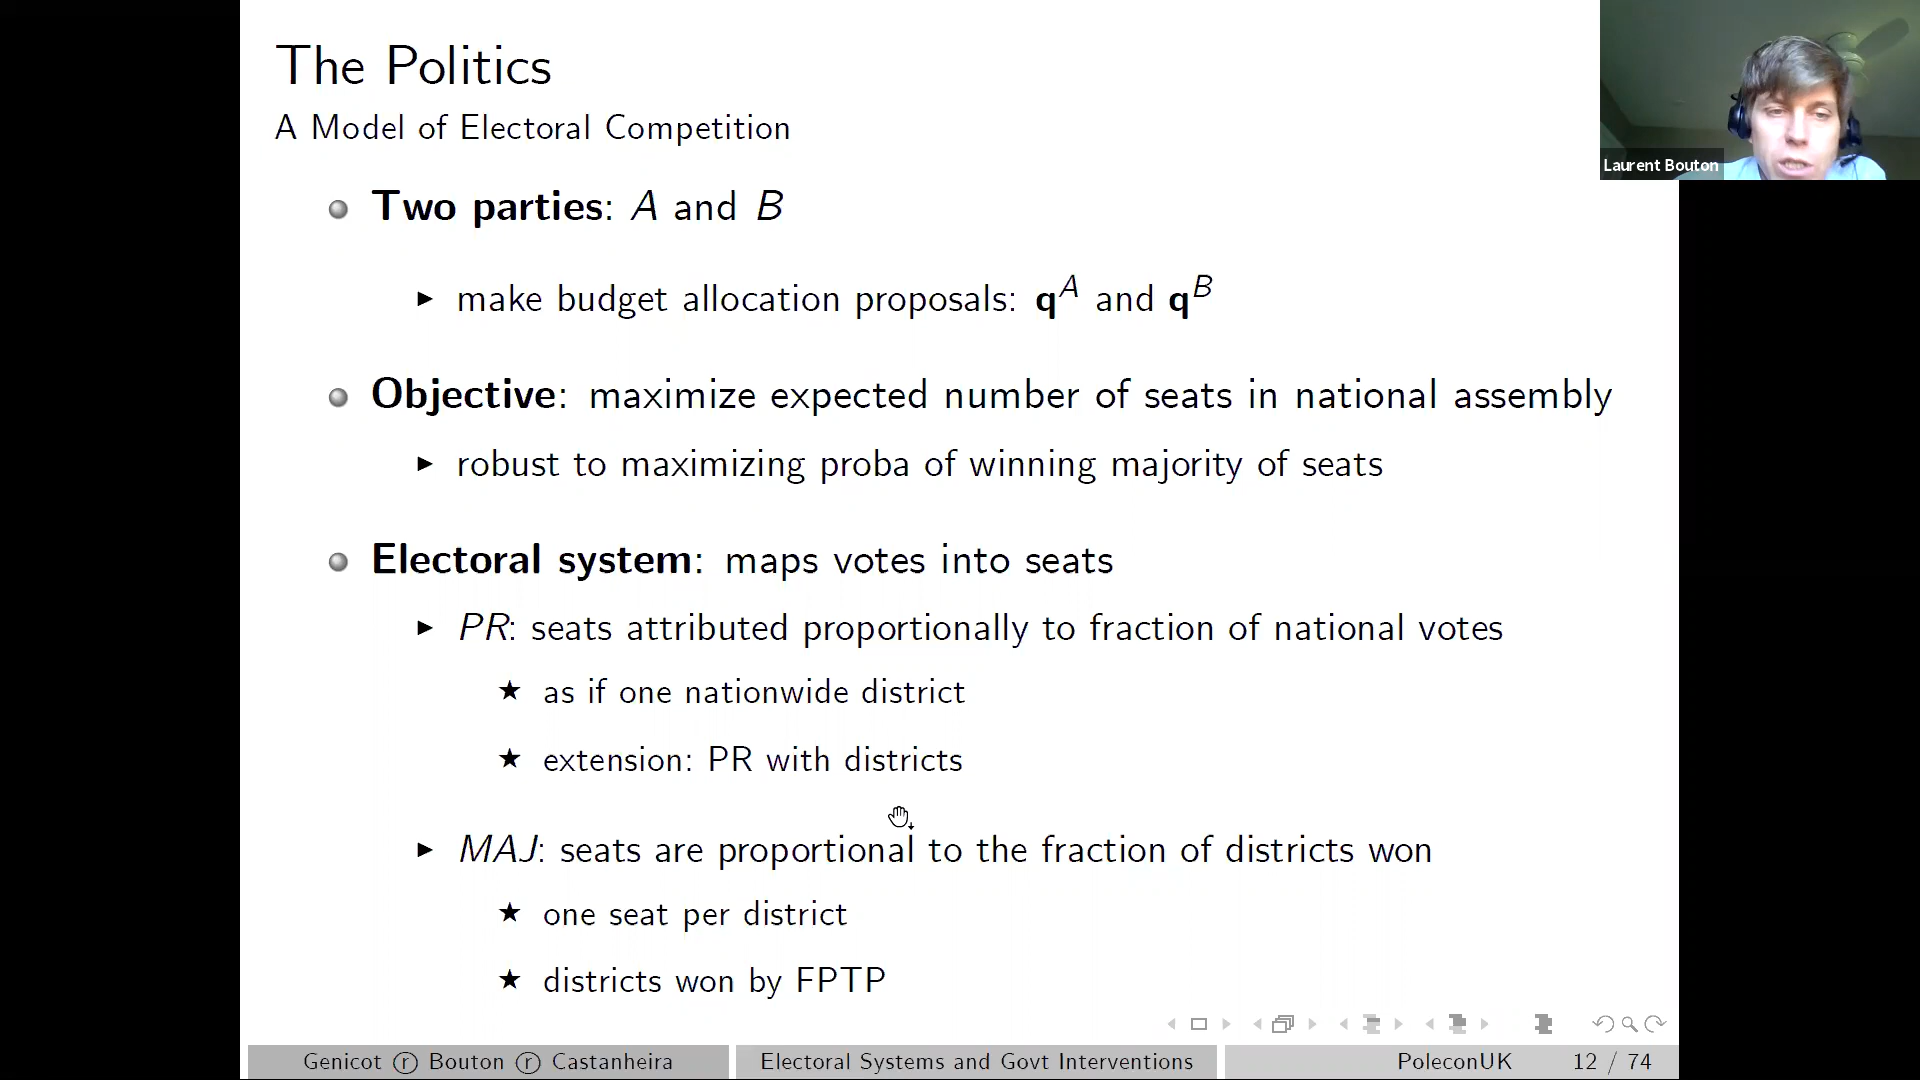 The Politics
A Model of Electoral Competition
Two parties: A and B
make budget allocation proposals: q^A and q^B
Objective: maximize expected number of seats in national assembly
robust to maximizing proba of winning majority of seats
Electoral system: maps votes into seats
PR: seats attributed proportionally to fraction of national votes
as if one nationwide district
extension: PR with districts
MAJ: seats are proportional to the fraction of districts won
one seat per district
districts won by FPTP
Genicot ⓡ Bouton ⓡ Castanheira
Electoral Systems and Govt Interventions
PoleconUK
12 / 74
Laurent Bouton